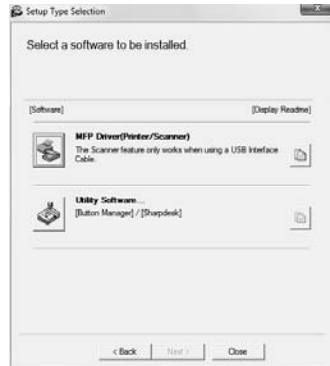 Setup Type Selection
Select a software to be installed.
[Software]
[Display Readme]
MFP Driver(Printer/Scanner)
The Scanner feature only works when using a USB Interface
Cable.
Utility Software...
[Button Manager] / [Sharpdesk]
< Back
Next >
Close